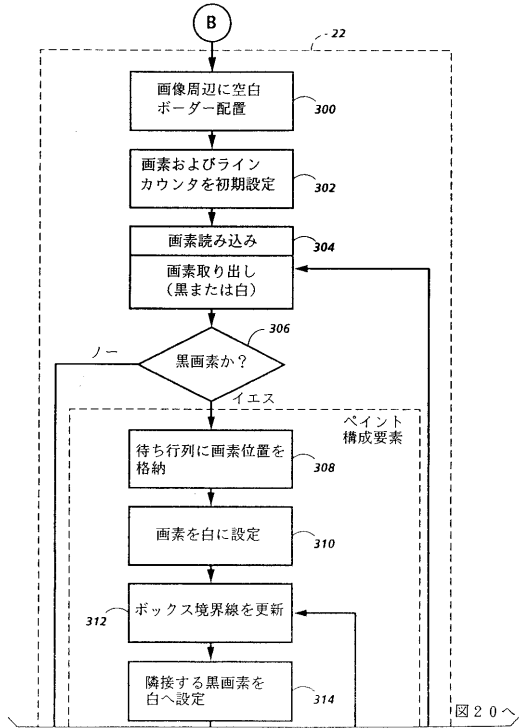 B
22
画像周辺に空白
ボーダー配置
300
画素およびライン
カウンタを初期設定
302
画素読み込み
304
画素取り出し
(黒または白)
306
黒画素か?
ノー
イエス
ペイント
構成要素
待ち行列に画素位置を
格納
308
画素を白に設定
310
ボックス境界線を更新
312
隣接する黒画素を
白へ設定
314
図20へ